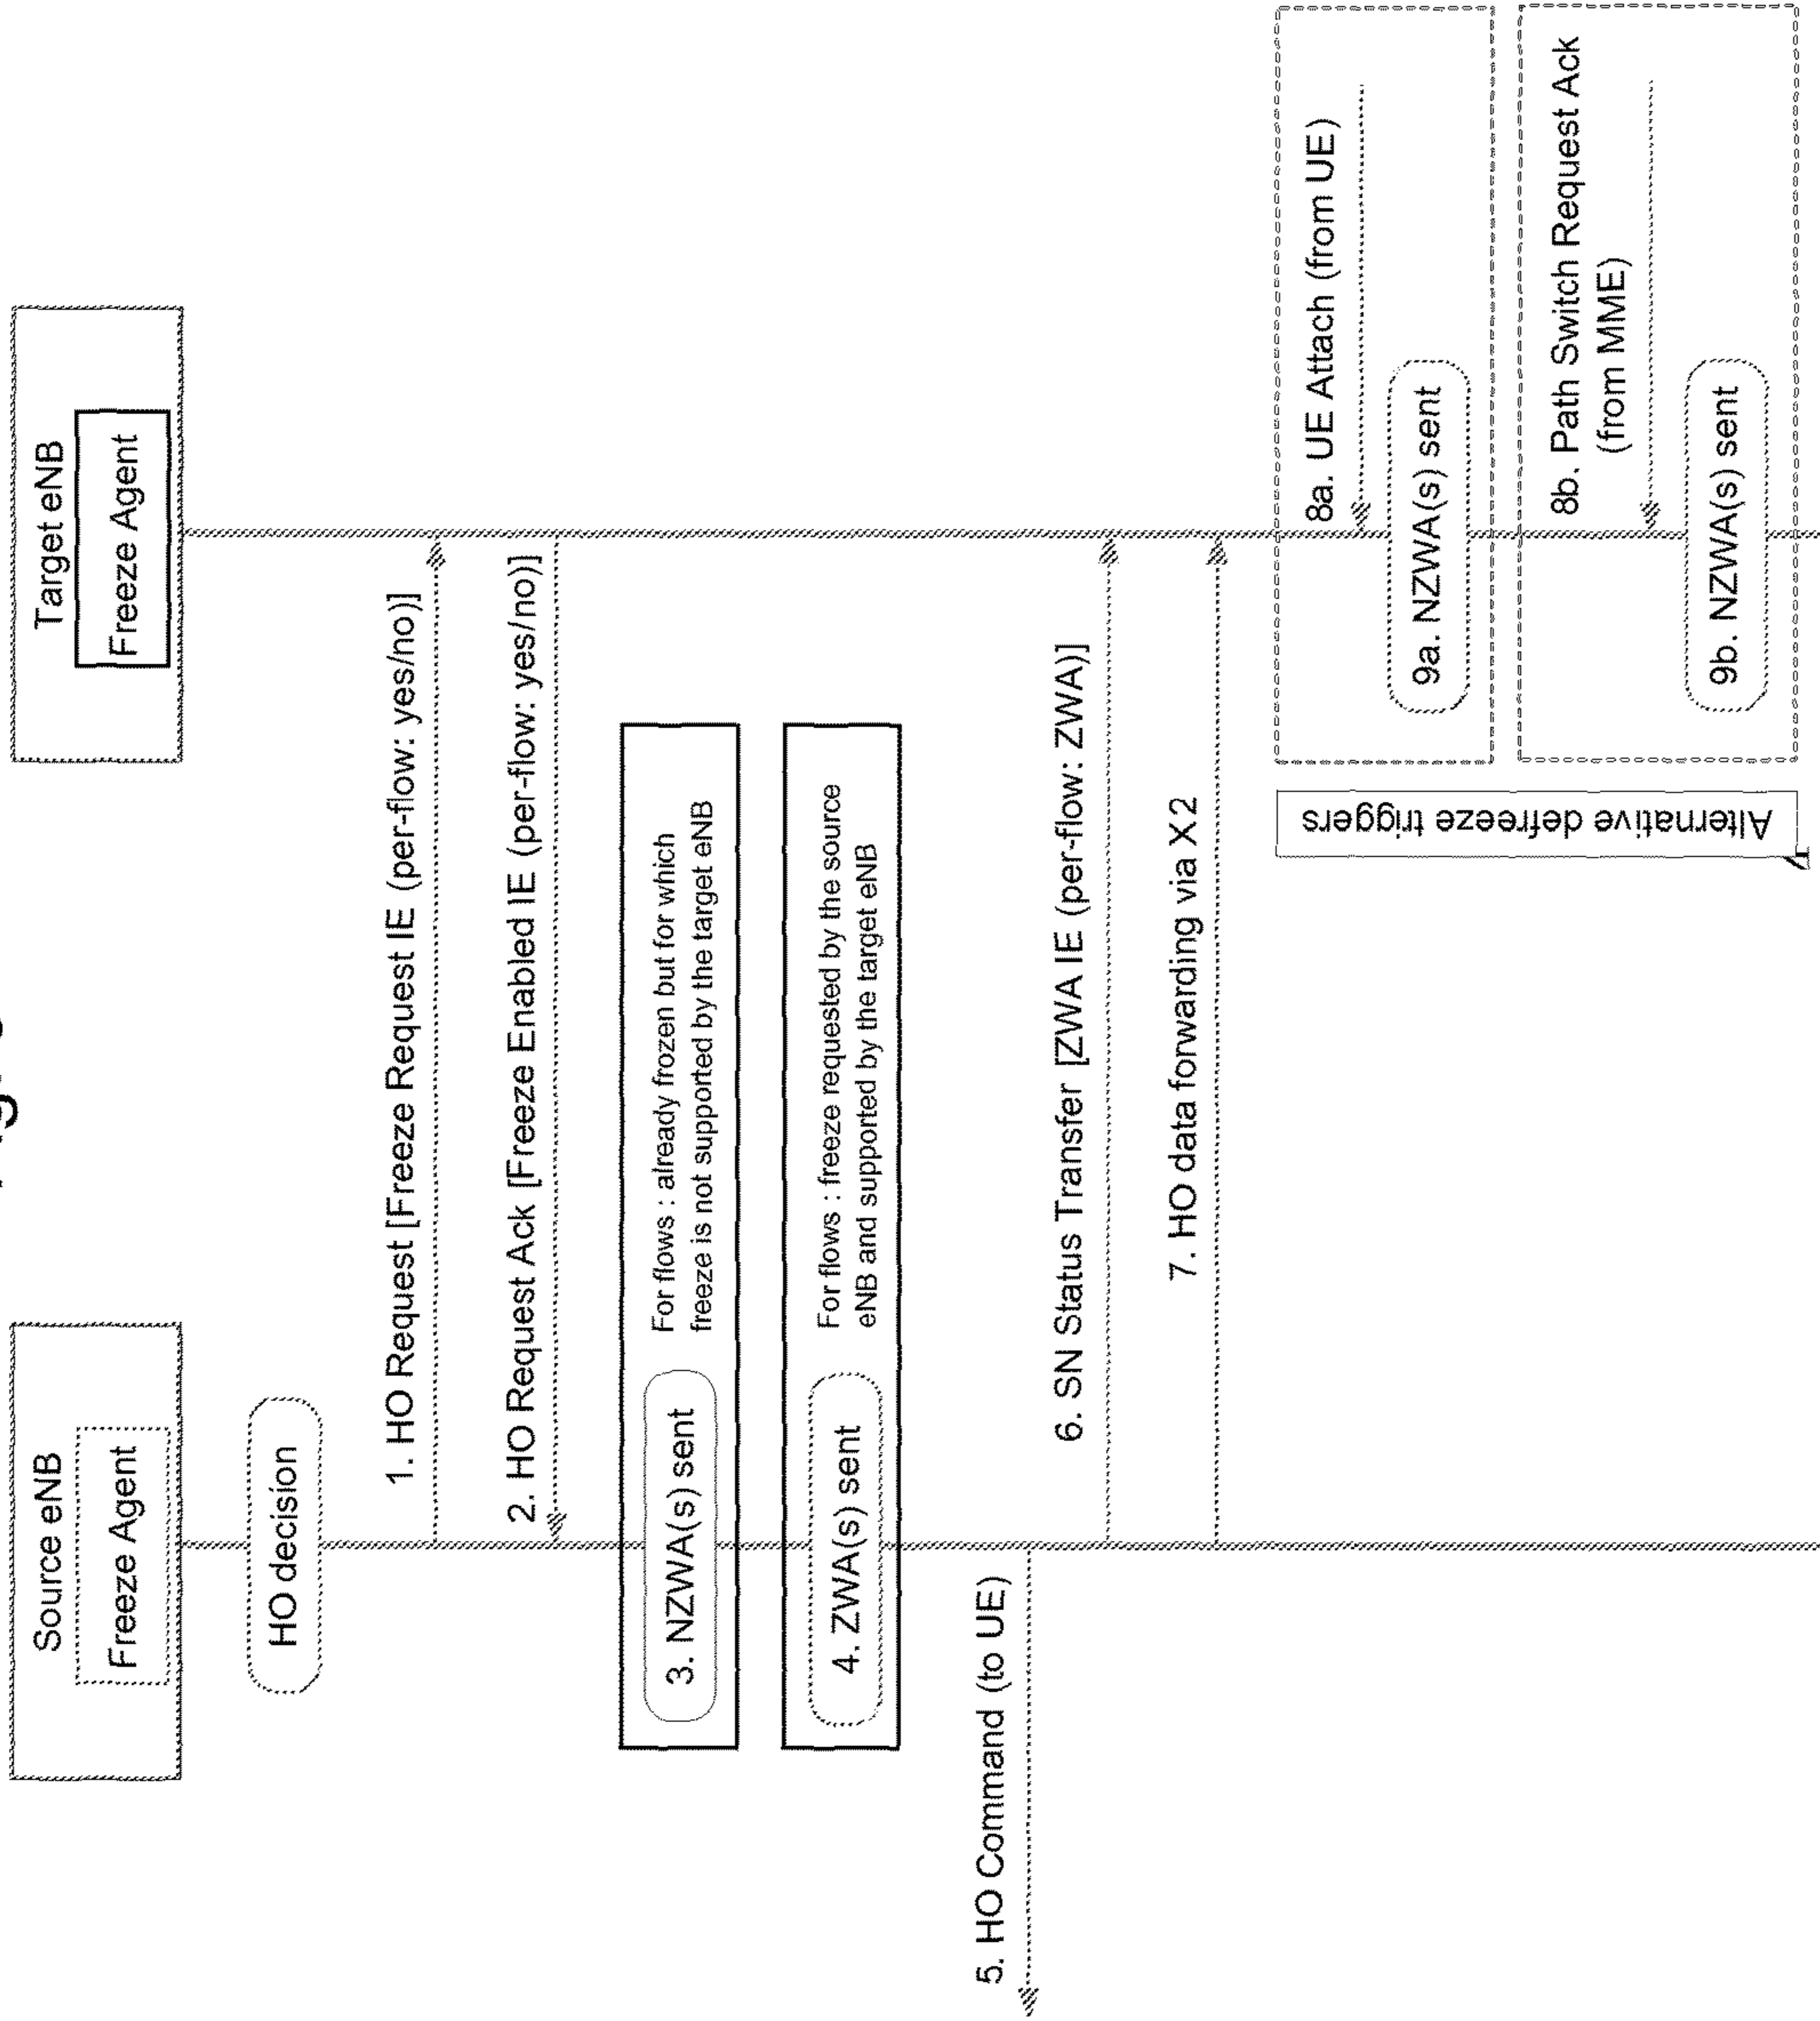 Source eNB
Freeze Agent
Target eNB
Freeze Agent
HO decision
1. HO Request [Freeze Request IE (per-flow: yes/no)]
2. HO Request Ack [Freeze Enabled IE (per-flow: yes/no)]
3. NZWA(s) sent
For flows : already frozen but for which
freeze is not supported by the target eNB
4. ZWA(s) sent
For flows : freeze requested by the source
eNB and supported by the target eNB
5. HO Command (to UE)
6. SN Status Transfer [ZWA IE (per-flow: ZWA)]
7. HO data forwarding via X2
Alternative defreeze triggers
8a. UE Attach (from UE)
9a. NZWA(s) sent
8b. Path Switch Request Ack
(from MME)
9b. NZWA(s) sent